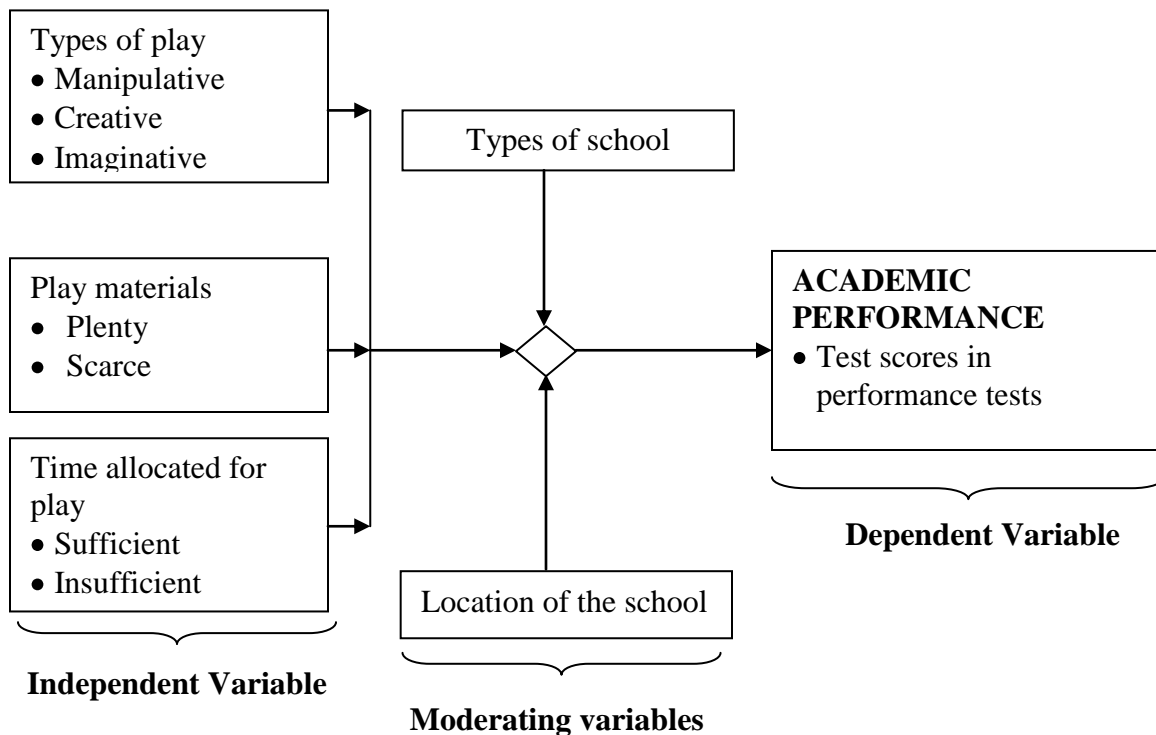 Types of play
• Manipulative
• Creative
• Imaginative
Types of school
Play materials
• Plenty
• Scarce
ACADEMIC
PERFORMANCE
• Test scores in
performance tests
Time allocated for
play
• Sufficient
• Insufficient
Dependent Variable
Location of the school
Independent Variable
Moderating variables